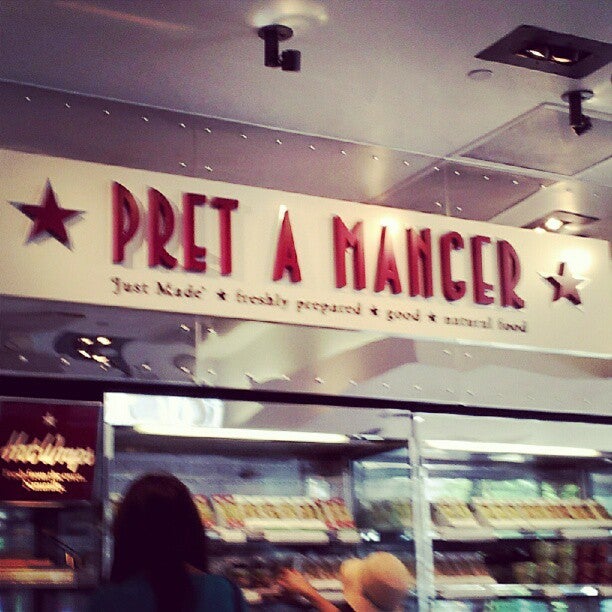 PRET A MANGER
'Just Made' ★ freshly prepared ★ good ★ natural food
Hot Wraps